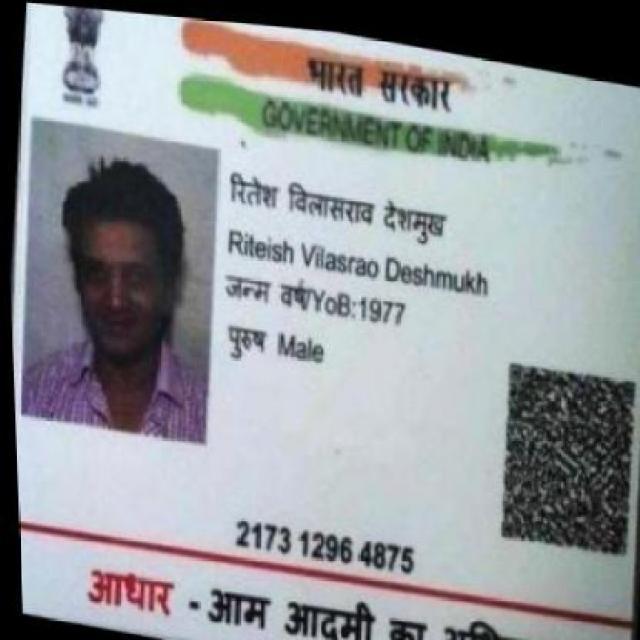 भारत सरकार
GOVERNMENT OF INDIA
रितेश विलासराव देशमुख
Riteish Vilasrao Deshmukh
जन्म वर्ष/YoB:1977
पुरुष Male
2173 1296 4875
आधार - आम आदमी का